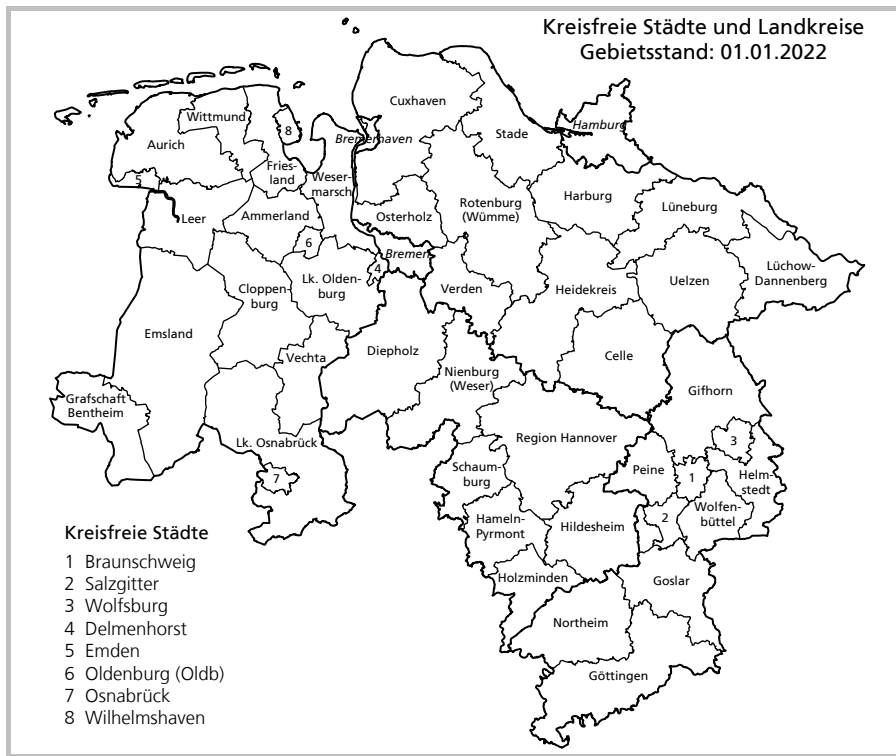 Kreisfreie Städte und Landkreise
Gebietsstand: 01.01.2022
Cuxhaven
Wittmund
8
Hamburg
Stade
Bremerhaven
Aurich
Fries-
land
Weser-
marsch
5
Harburg
Rotenburg
(Wümme)
Lüneburg
Leer
Ammerland
Osterholz
6
Bremen
4
Lüchow-
Dannenberg
Lk. Olden-
burg
Cloppen-
burg
Verden
Heidekreis
Uelzen
Emsland
Diepholz
Vechta
Celle
Nienburg
(Weser)
Gifhorn
Grafschaft
Bentheim
Region Hannover
Lk. Osnabrück
3
Schaum-
burg
Peine
1
Helm-
stedt
7
Wolfen-
büttel
2
Hameln-
Pyrmont
Hildesheim
Holzminden
Goslar
Northeim
Göttingen
Kreisfreie Städte
1 Braunschweig
2 Salzgitter
3 Wolfsburg
4 Delmenhorst
5 Emden
6 Oldenburg (Oldb)
7 Osnabrück
8 Wilhelmshaven